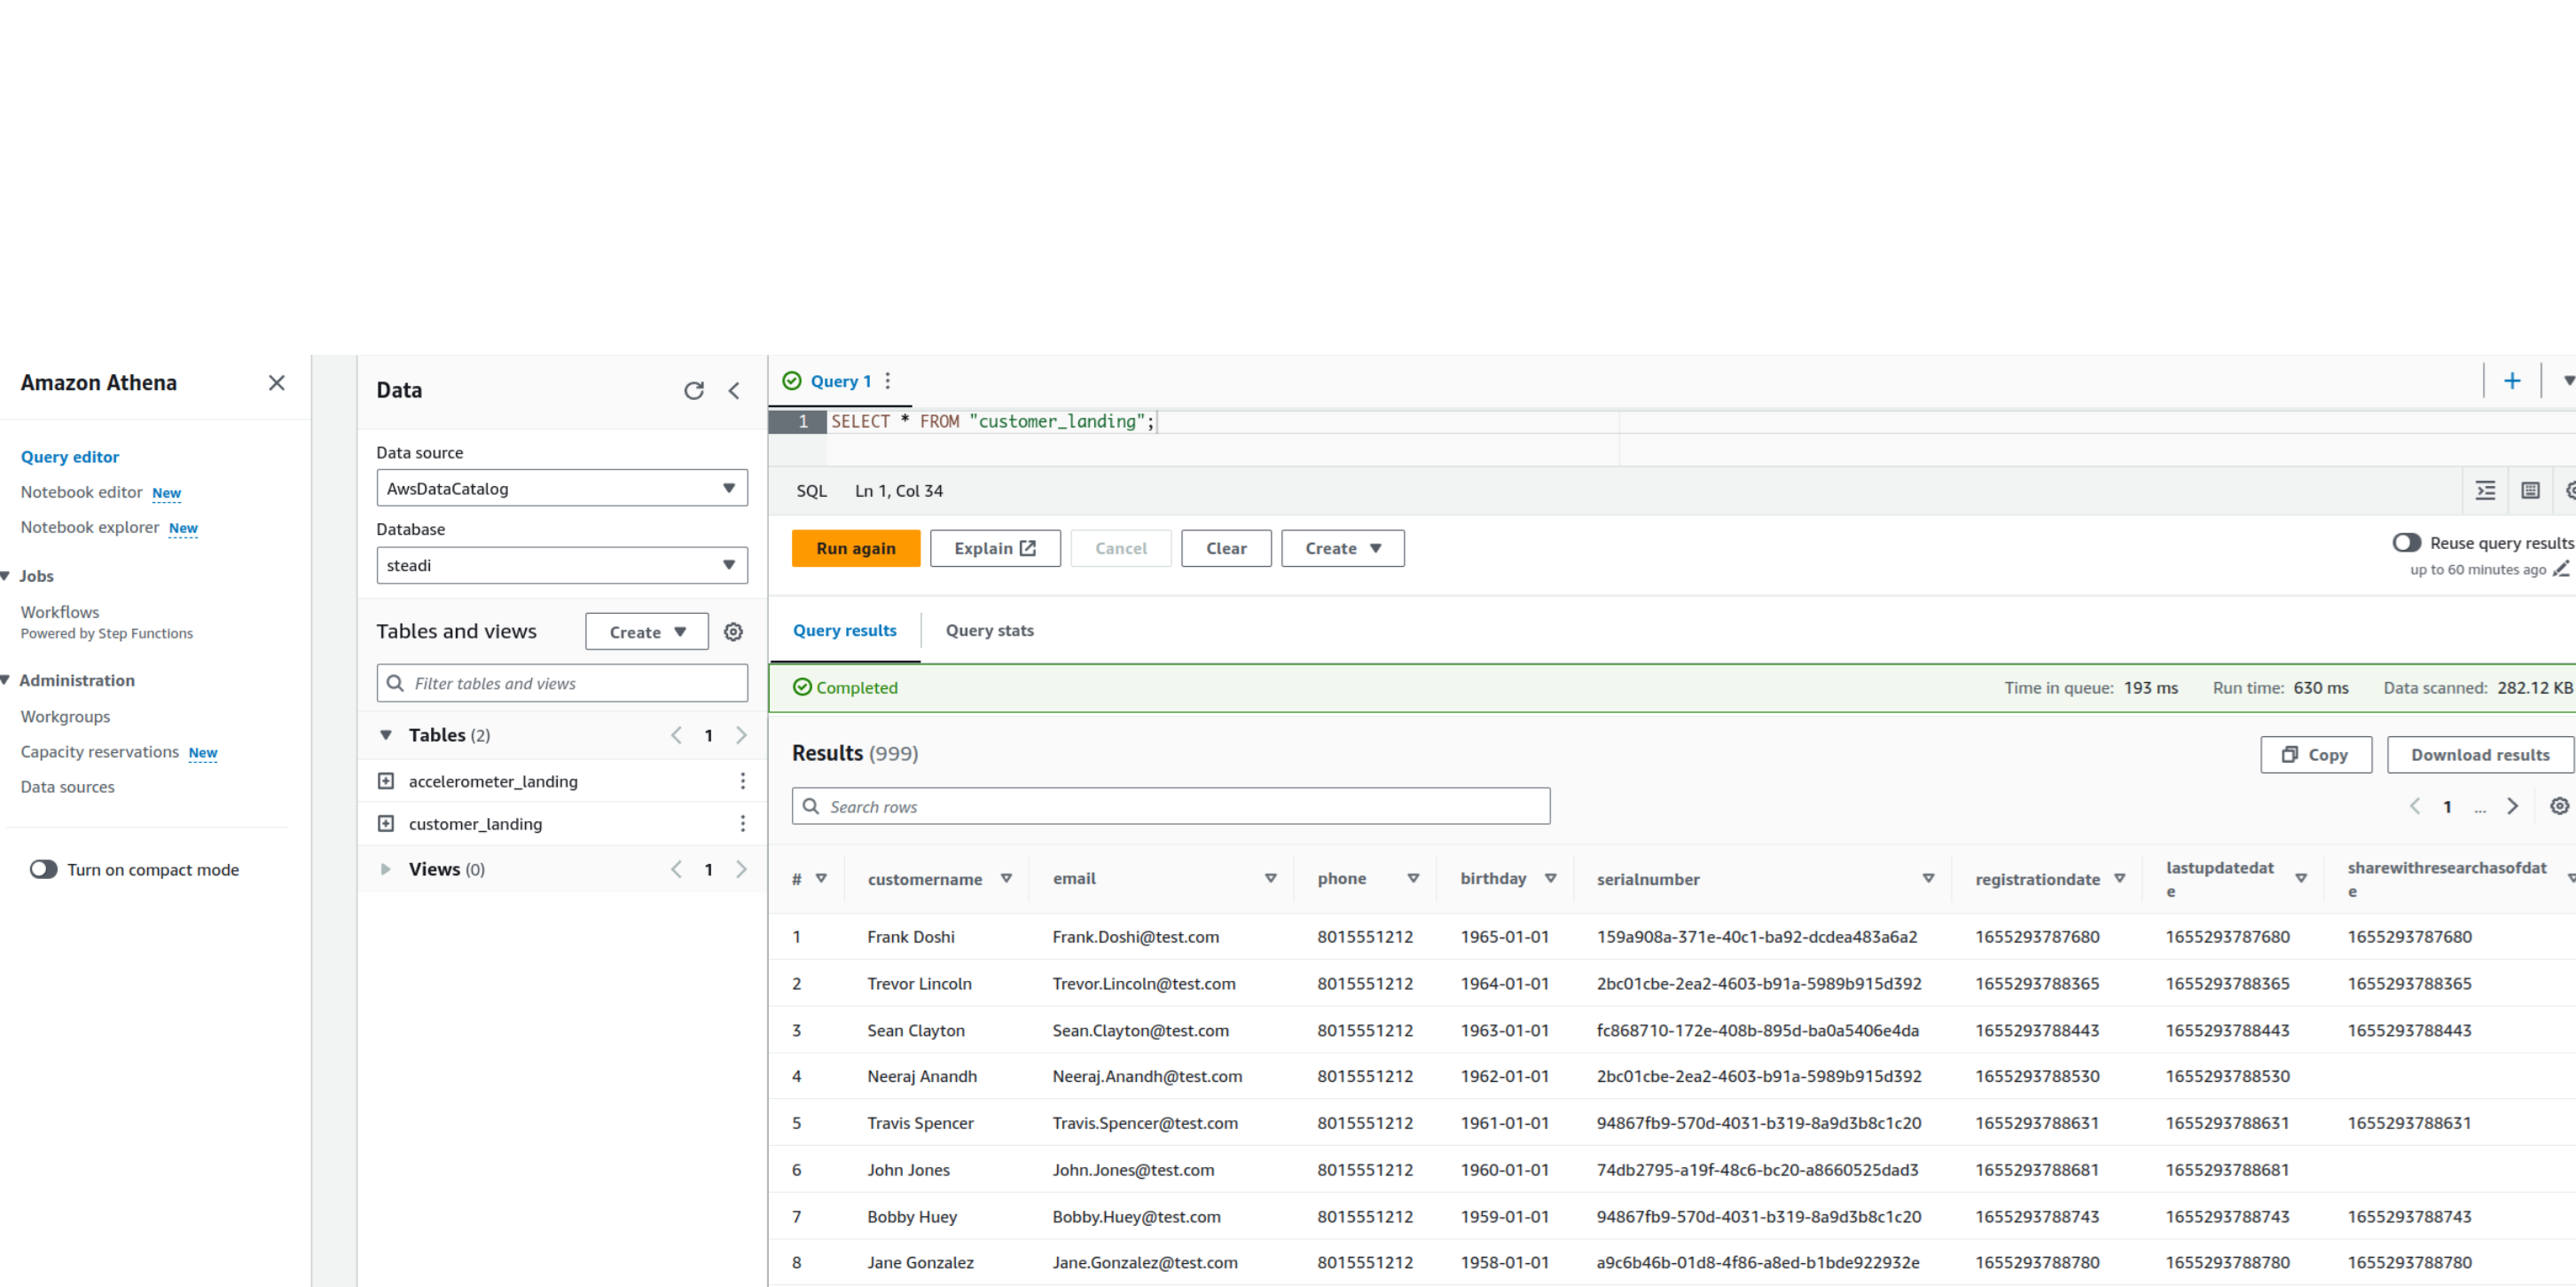 Amazon Athena
Query editor
Notebook editor New
Notebook explorer New
Jobs
Workflows
Powered by Step Functions
Administration
Workgroups
Capacity reservations New
Data sources
Turn on compact mode
Data
Data source
AwsDataCatalog
Database
steadi
Tables and views Create
Filter tables and views
Tables (2) 1
accelerometer_landing
customer_landing
Views (0) 1
Query 1
1 SELECT * FROM "customer_landing";
SQL Ln 1, Col 34
Run again Explain Cancel Clear Create Reuse query results
up to 60 minutes ago
Query results Query stats
Completed Time in queue: 193 ms Run time: 630 ms Data scanned: 282.12 KB
Results (999) Copy Download results
Search rows 1 ...
# customername email phone birthday serialnumber registrationdate lastupdatedat sharewithresearchasofdat
e e
1 Frank Doshi Frank.Doshi@test.com 8015551212 1965-01-01 159a908a-371e-40c1-ba92-dcdea483a6a2 1655293787680 1655293787680 1655293787680
2 Trevor Lincoln Trevor.Lincoln@test.com 8015551212 1964-01-01 2bc01cbe-2ea2-4603-b91a-5989b915d392 1655293788365 1655293788365 1655293788365
3 Sean Clayton Sean.Clayton@test.com 8015551212 1963-01-01 fc868710-172e-408b-895d-ba0a5406e4da 1655293788443 1655293788443 1655293788443
4 Neeraj Anandh Neeraj.Anandh@test.com 8015551212 1962-01-01 2bc01cbe-2ea2-4603-b91a-5989b915d392 1655293788530 1655293788530
5 Travis Spencer Travis.Spencer@test.com 8015551212 1961-01-01 94867fb9-570d-4031-b319-8a9d3b8c1c20 1655293788631 1655293788631 1655293788631
6 John Jones John.Jones@test.com 8015551212 1960-01-01 74db2795-a19f-48c6-bc20-a8660525dad3 1655293788681 1655293788681
7 Bobby Huey Bobby.Huey@test.com 8015551212 1959-01-01 94867fb9-570d-4031-b319-8a9d3b8c1c20 1655293788743 1655293788743 1655293788743
8 Jane Gonzalez Jane.Gonzalez@test.com 8015551212 1958-01-01 a9c6b46b-01d8-4f86-a8ed-b1bde922932e 1655293788780 1655293788780 1655293788780